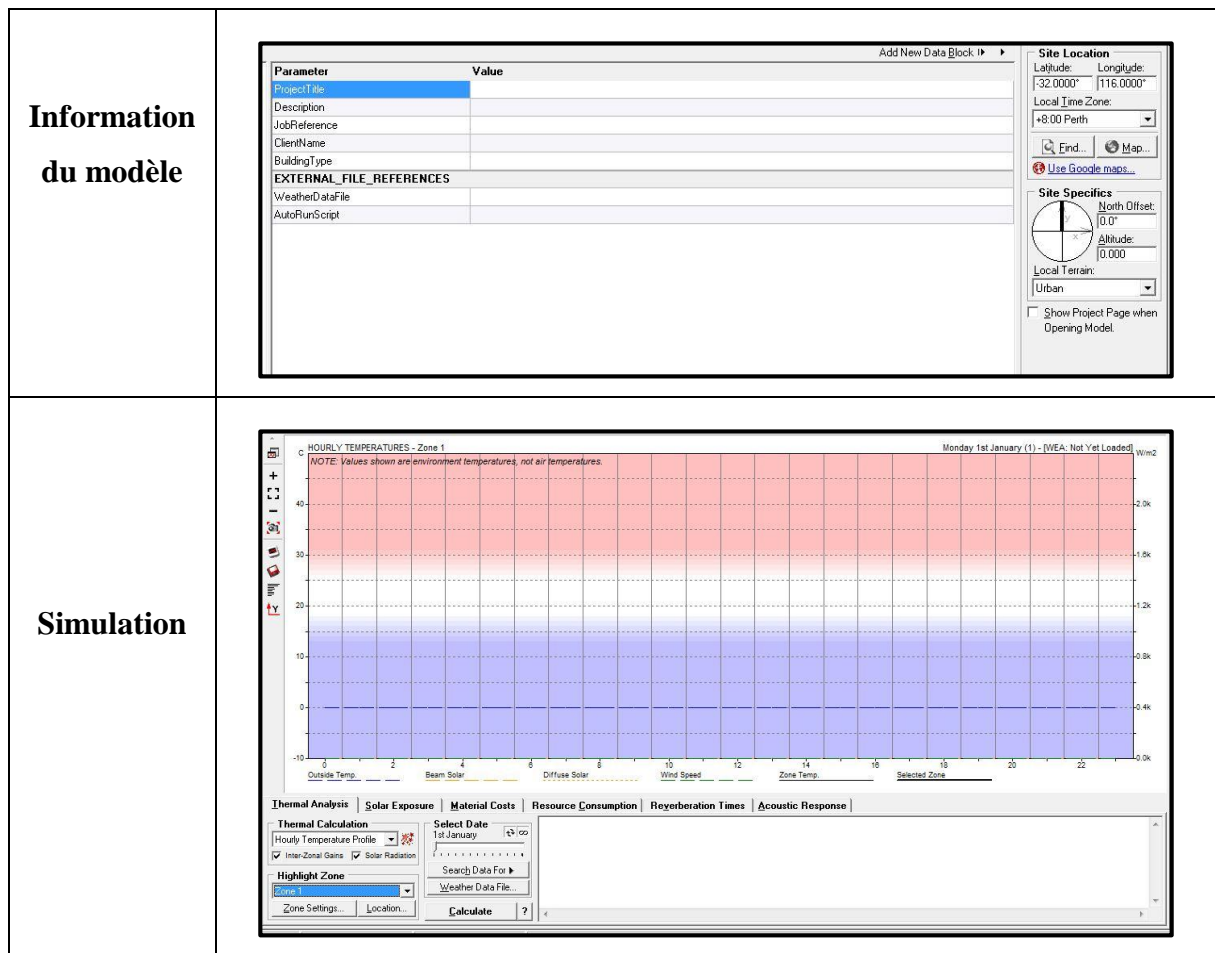 Information
du modèle
Add New Data Block
Parameter Value
ProjectTitle
Description
JobReference
ClientName
BuildingType
EXTERNAL_FILE_REFERENCES
WeatherDataFile
AutoRunScript
Site Location
Latitude: Longitude:
-32.0000° 116.0000°
Local Time Zone:
+8:00 Perth
Find... Map...
Use Google maps...
Site Specifics
North Offset:
0.0°
Altitude:
0.000
y
x
Local Terrain:
Urban
Show Project Page when
Opening Model.
Simulation
C HOURLY TEMPERATURES - Zone 1 Monday 1st January (1) - [WEA: Not Yet Loaded] W/m2
NOTE: Values shown are environment temperatures, not air temperatures.
40 2.0k
30 1.6k
20 1.2k
10 0.8k
0 0.4k
-10 0.0k
0 2 4 6 8 10 12 14 16 18 20 22
Outside Temp. Beam Solar Diffuse Solar Wind Speed Zone Temp. Selected Zone
Thermal Analysis Solar Exposure Material Costs Resource Consumption Reverberation Times Acoustic Response
Thermal Calculation
Hourly Temperature Profile
Inter-Zonal Gains Solar Radiation
Highlight Zone
Zone 1
Zone Settings... Location...
Select Date
1st January
Search Data For
Weather Data File...
Calculate ?